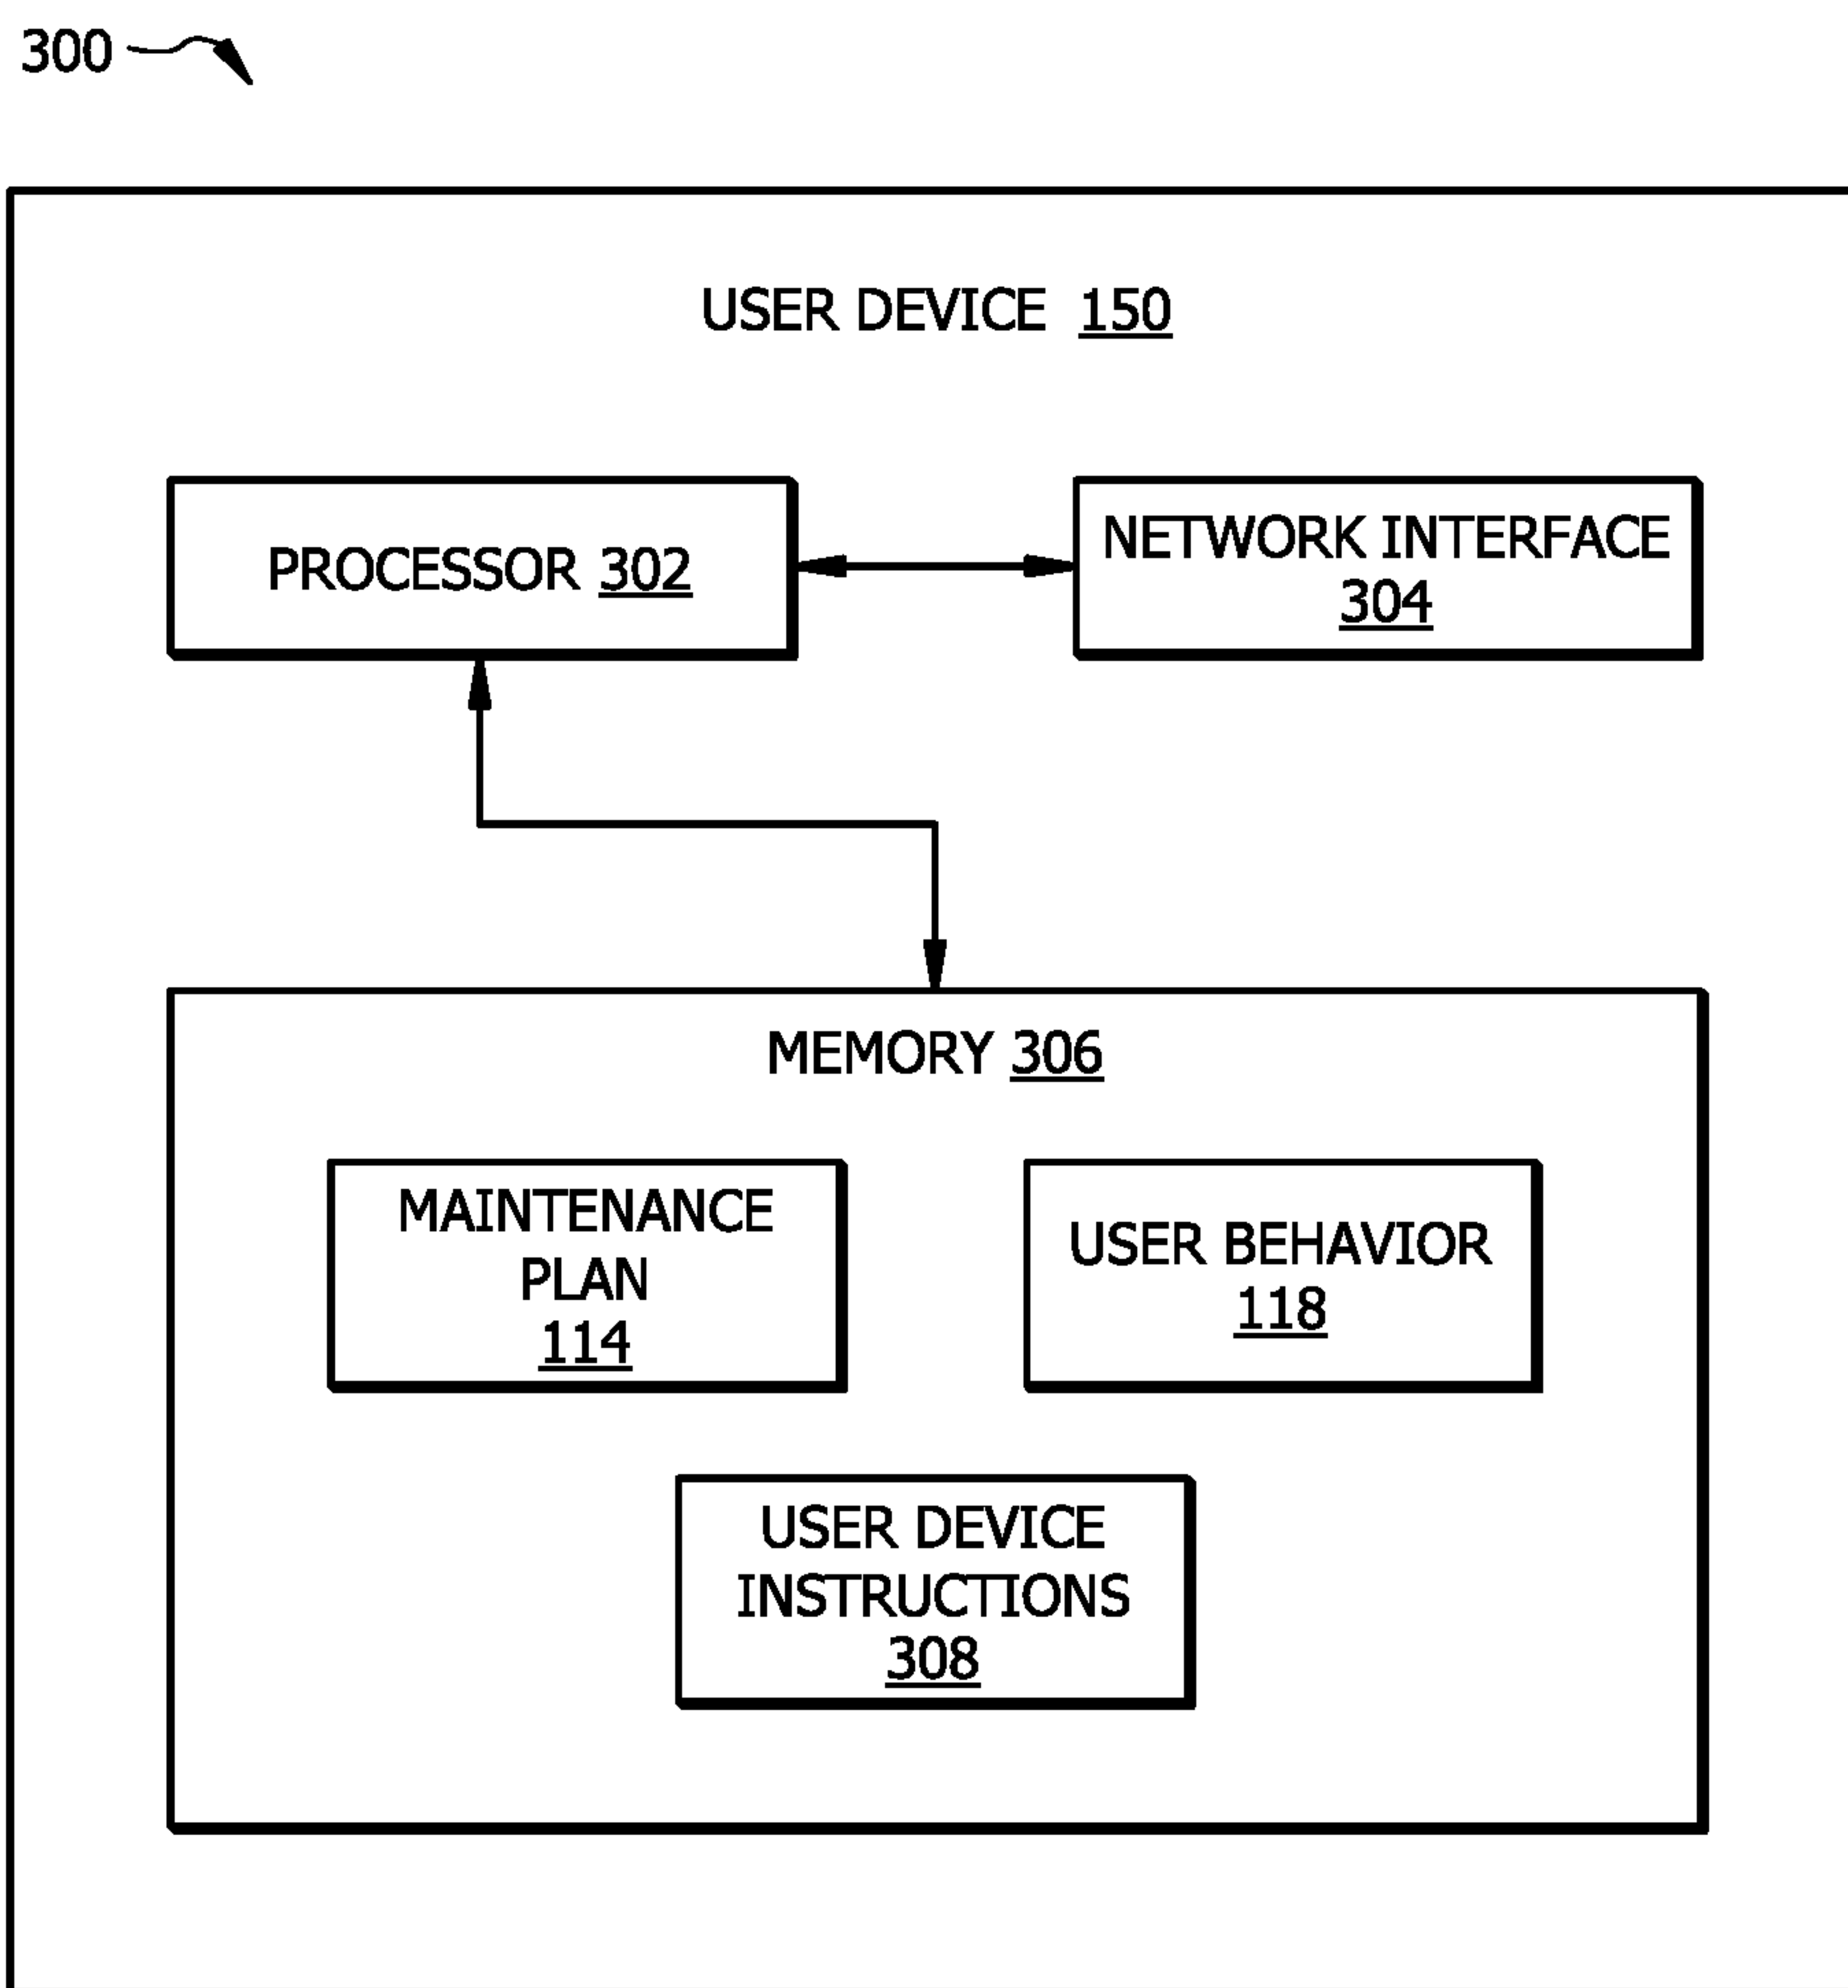 300
USER DEVICE 150
PROCESSOR 302
NETWORK INTERFACE
304
MEMORY 306
MAINTENANCE
PLAN
114
USER BEHAVIOR
118
USER DEVICE
INSTRUCTIONS
308